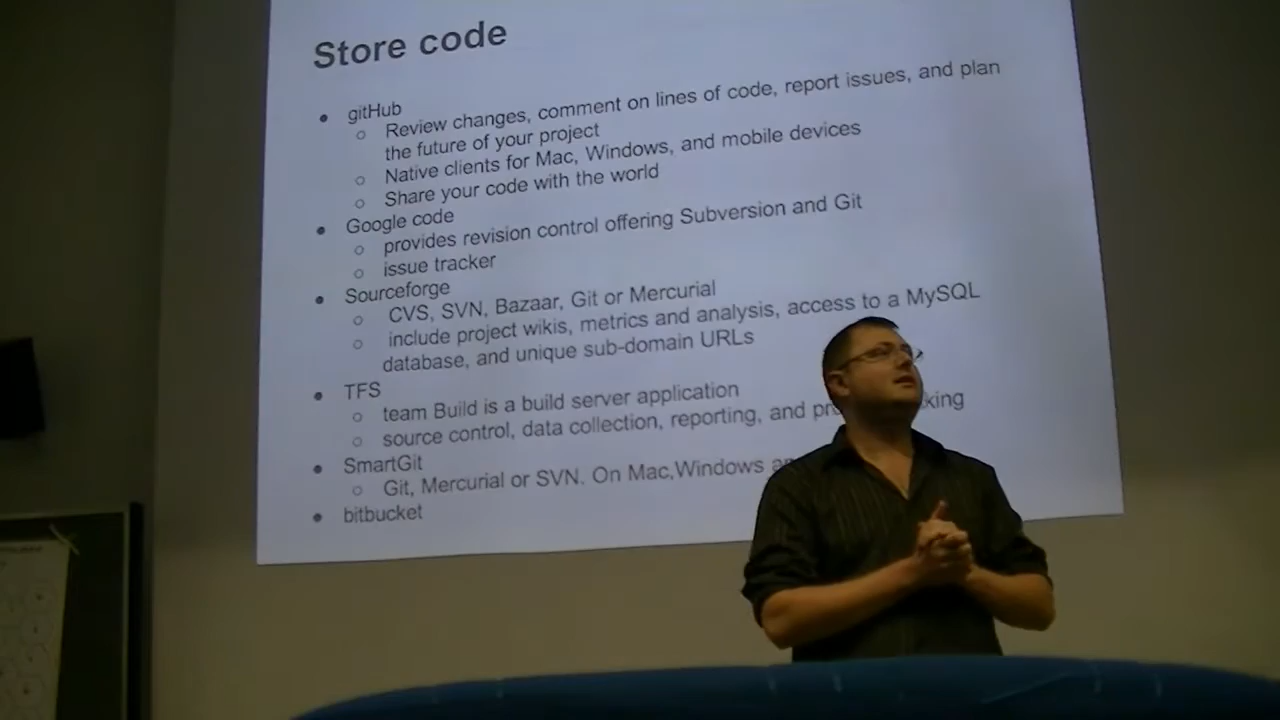 Store code
gitHub
Review changes, comment on lines of code, report issues, and plan
the future of your project
Native clients for Mac, Windows, and mobile devices
Share your code with the world
Google code
provides revision control offering Subversion and Git
issue tracker
Sourceforge
CVS, SVN, Bazaar, Git or Mercurial
include project wikis, metrics and analysis, access to a MySQL
database, and unique sub-domain URLs
TFS
team Build is a build server application
source control, data collection, reporting, and
SmartGit
Git, Mercurial or SVN. On Mac,Windows
bitbucket